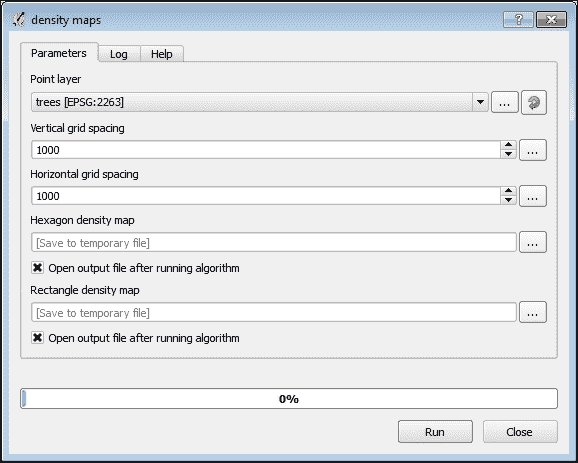 density maps
Parameters
Log
Help
Point layer
trees [EPSG:2263]
...
Vertical grid spacing
1000
...
Horizontal grid spacing
1000
...
Hexagon density map
[Save to temporary file]
...
Open output file after running algorithm
Rectangle density map
[Save to temporary file]
...
Open output file after running algorithm
0%
Run
Close